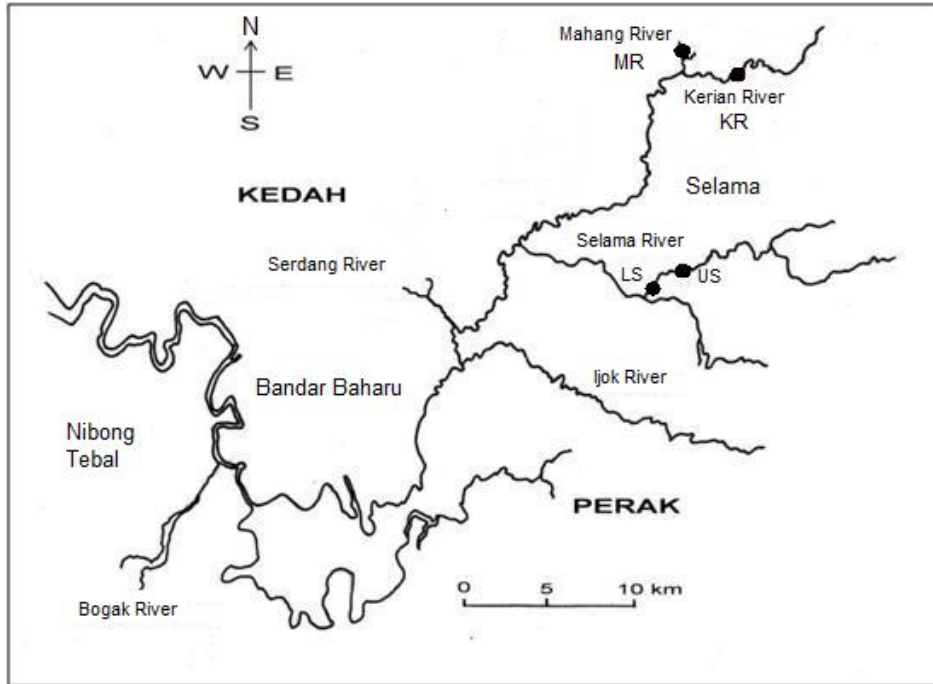 N
W E
S
Mahang River
MR
Kerian River
KR
KEDAH
Selama
Selama River
Serdang River
LS
US
Bandar Baharu
Ijok River
Nibong
Tebal
PERAK
0 5 10 km
Bogak River